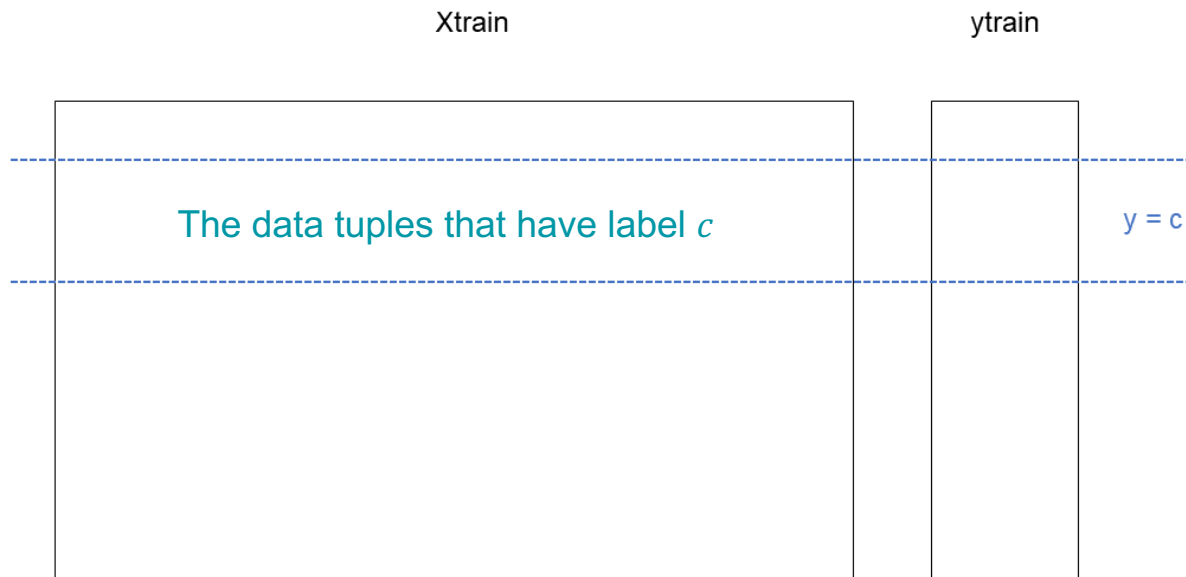 Xtrain ytrain
The data tuples that have label c y = c